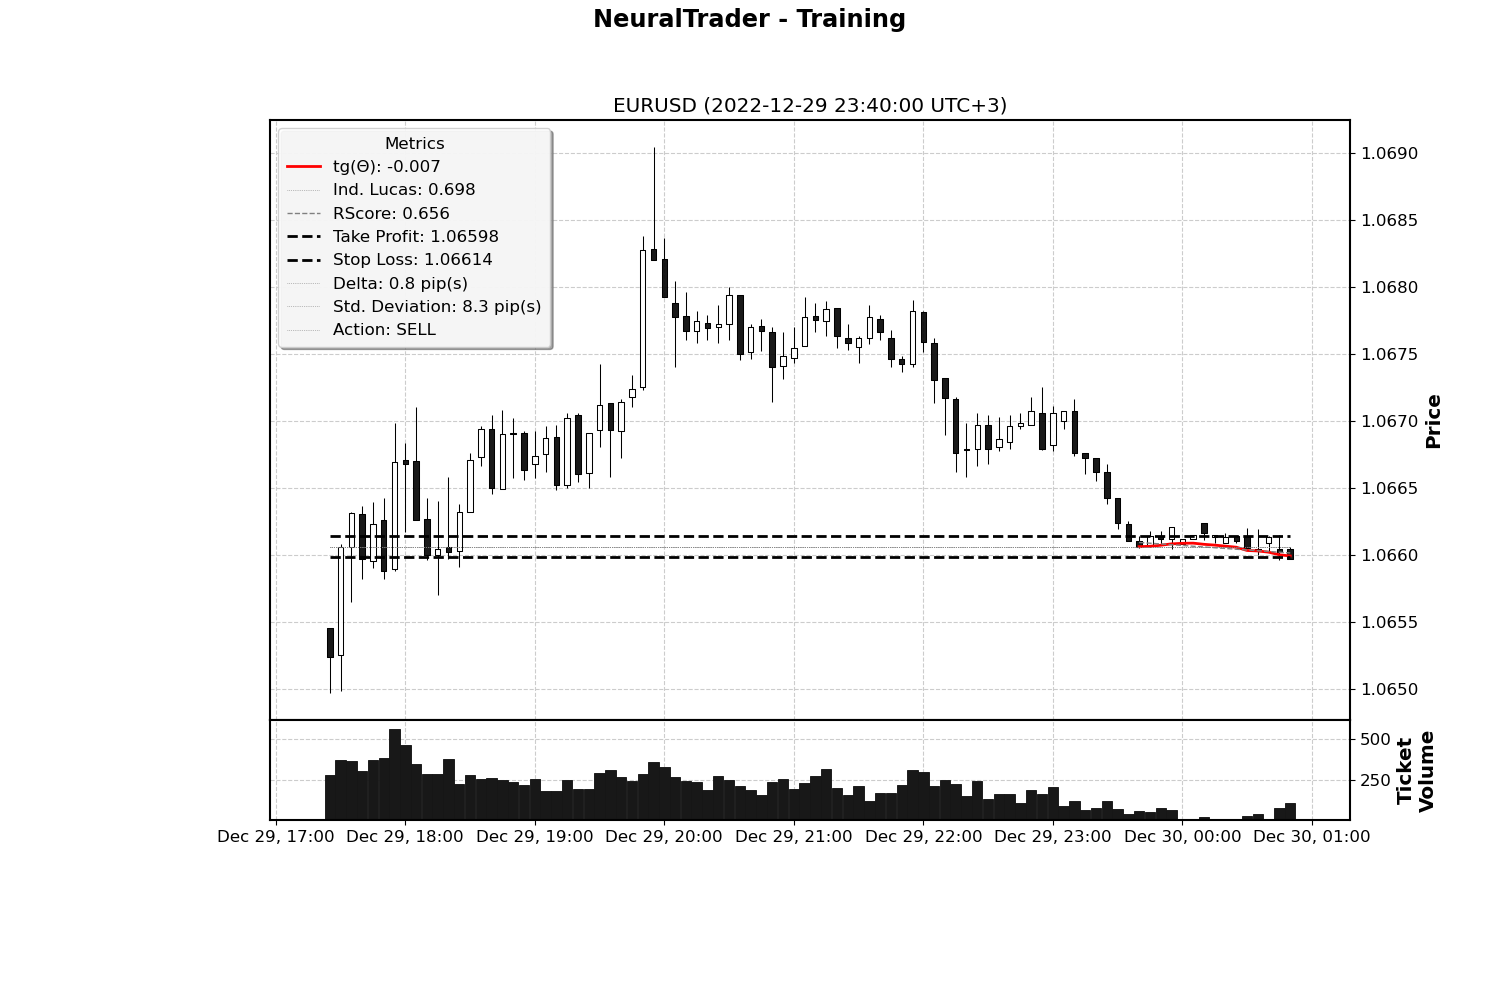 NeuralTrader - Training
EURUSD (2022-12-29 23:40:00 UTC+3)
Metrics
tg(Θ): -0.007
Ind. Lucas: 0.698
RScore: 0.656
Take Profit: 1.06598
Stop Loss: 1.06614
Delta: 0.8 pip(s)
Std. Deviation: 8.3 pip(s)
Action: SELL
1.0690
1.0685
1.0680
1.0675
1.0670
1.0665
1.0660
1.0655
1.0650
Price
500
250
Ticket
Volume
Dec 29, 17:00
Dec 29, 18:00
Dec 29, 19:00
Dec 29, 20:00
Dec 29, 21:00
Dec 29, 22:00
Dec 29, 23:00
Dec 30, 00:00
Dec 30, 01:00